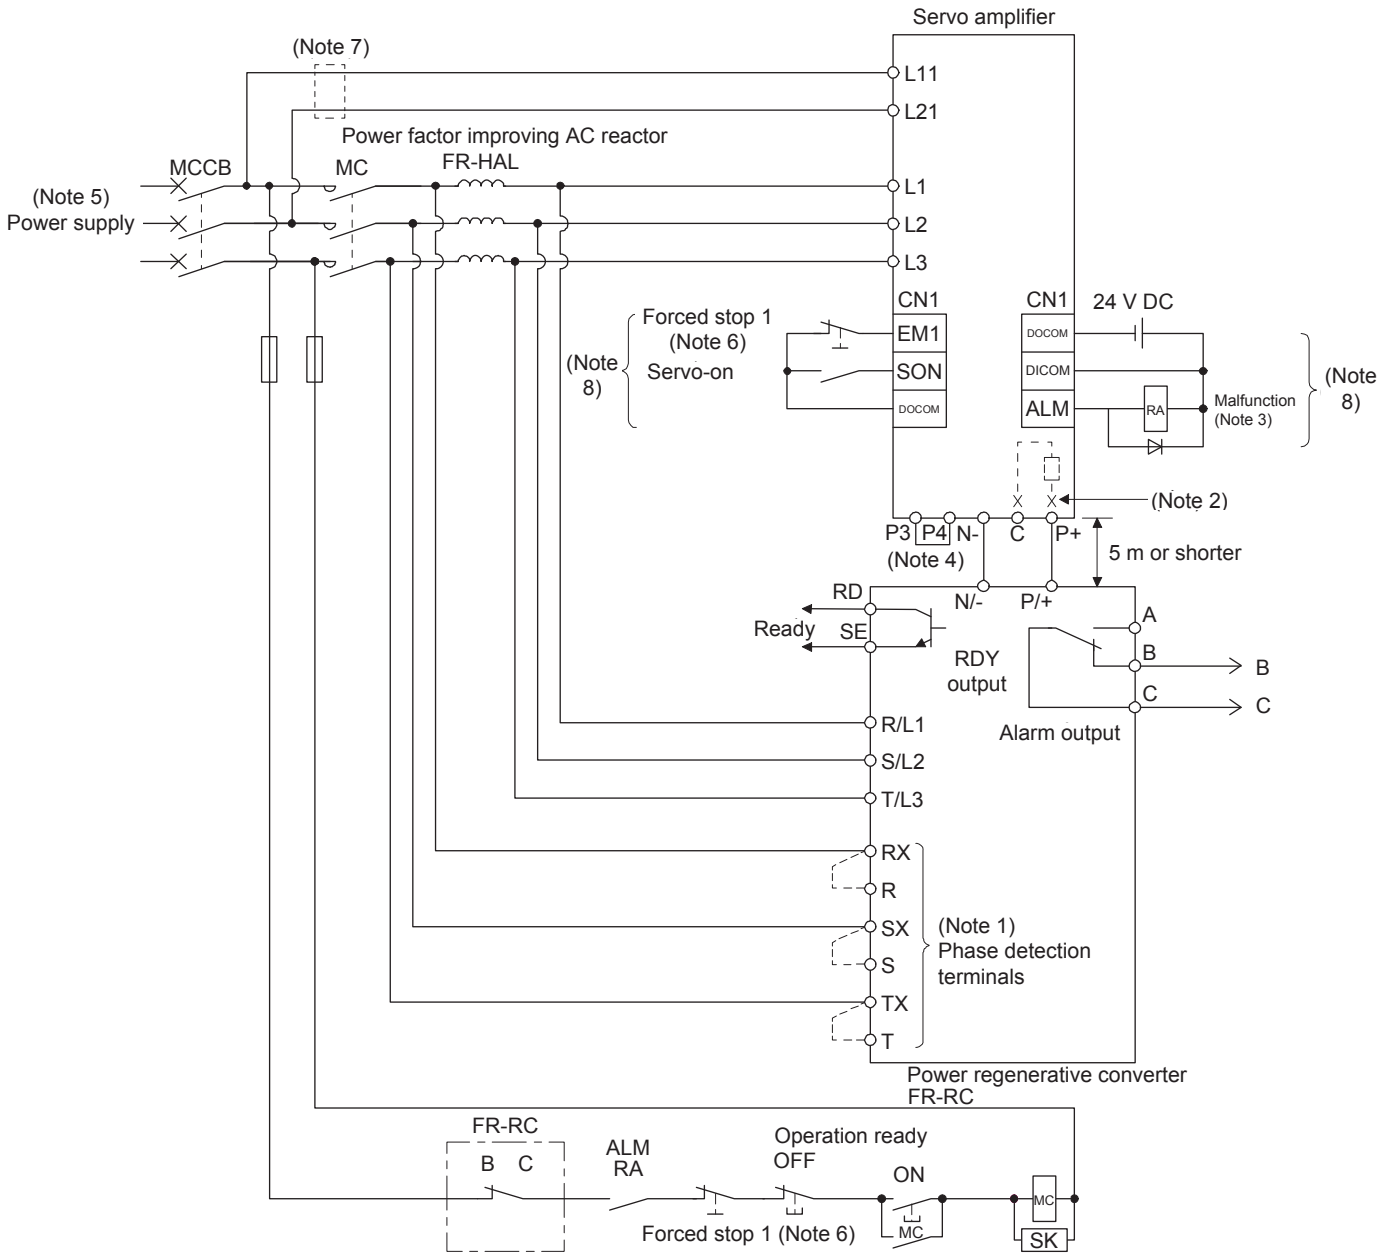 Servo amplifier
(Note 7)
L11
L21
Power factor improving AC reactor
FR-HAL
MCCB
MC
(Note 5)
Power supply
L1
L2
L3
CN1
CN1
24 V DC
Forced stop 1
(Note 6)
Servo-on
(Note
8)
EM1
SON
DOCOM
DOCOM
DICOM
ALM
RA
Malfunction
(Note 3)
(Note
8)
(Note 2)
P3
P4
N-
C
P+
(Note 4)
5 m or shorter
N/-
P/+
RD
SE
Ready
RDY
output
A
B
C
B
C
Alarm output
R/L1
S/L2
T/L3
RX
R
SX
S
TX
T
(Note 1)
Phase detection
terminals
Power regenerative converter
FR-RC
FR-RC
B C
ALM
RA
Forced stop 1 (Note 6)
Operation ready
OFF
ON
MC
MC
SK